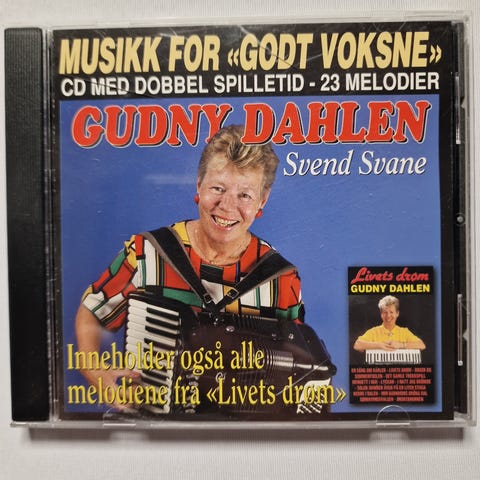 MUSIKK FOR «GODT VOKSNE»
CD MED DOBBEL SPILLETID - 23 MELODIER
GUDNY DAHLEN
Svend Svane
Livets drøm
GUDNY DAHLEN
Inneholder også alle
melodiene fra «Livets drøm»